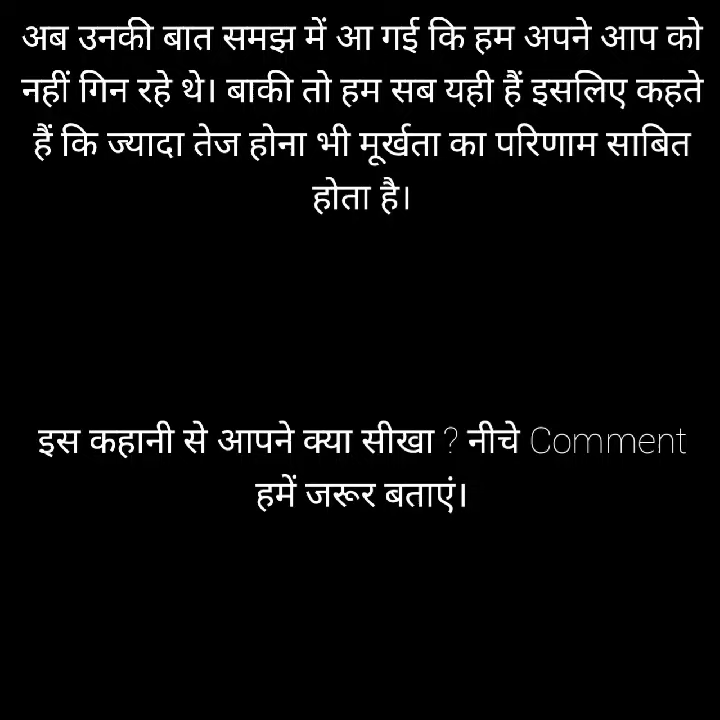 अब उनकी बात समझ में आ गई कि हम अपने आप को
नहीं गिन रहे थे। बाकी तो हम सब यही हैं इसलिए कहते
हैं कि ज्यादा तेज होना भी मूर्खता का परिणाम साबित
होता है।
इस कहानी से आपने क्या सीखा ? नीचे Comment
हमें जरूर बताएं।